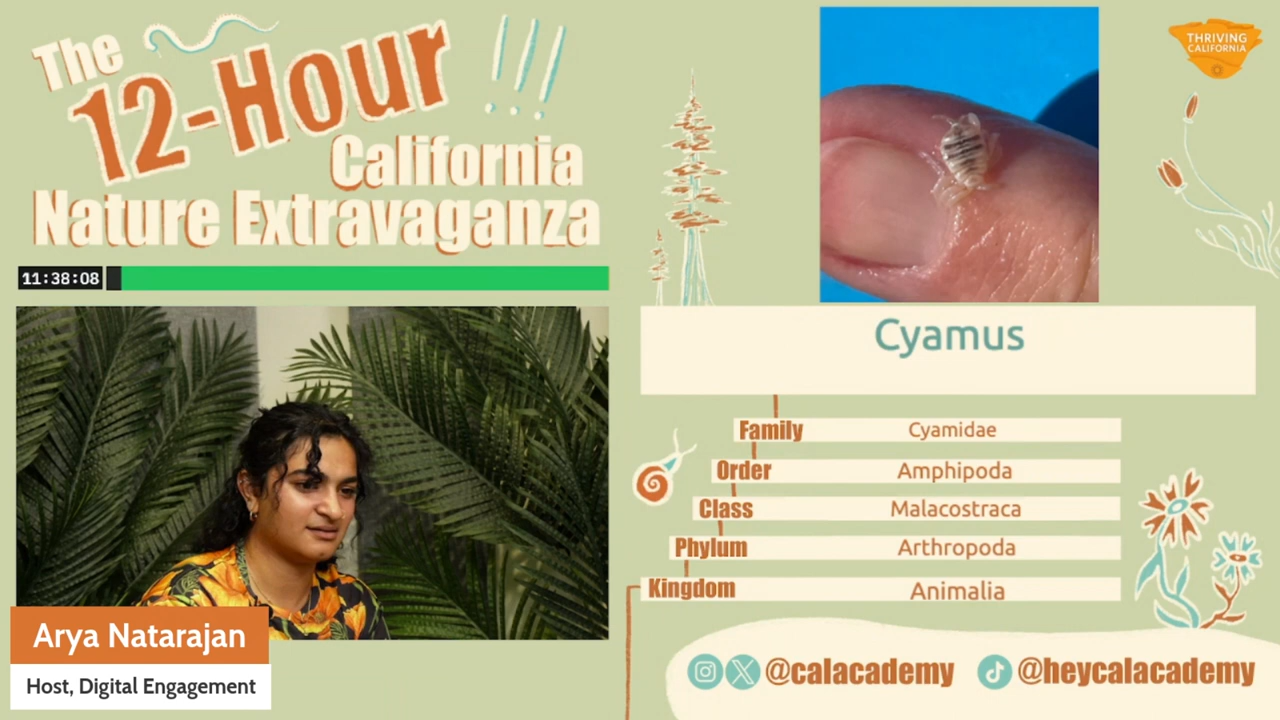 The
12-Hour
California
Nature Extravaganza
!!!
11:38:08
THRIVING
CALIFORNIA
Cyamus
Family Cyamidae
Order Amphipoda
Class Malacostraca
Phylum Arthropoda
Kingdom Animalia
Arya Natarajan
Host, Digital Engagement
@calacademy @heycalacademy